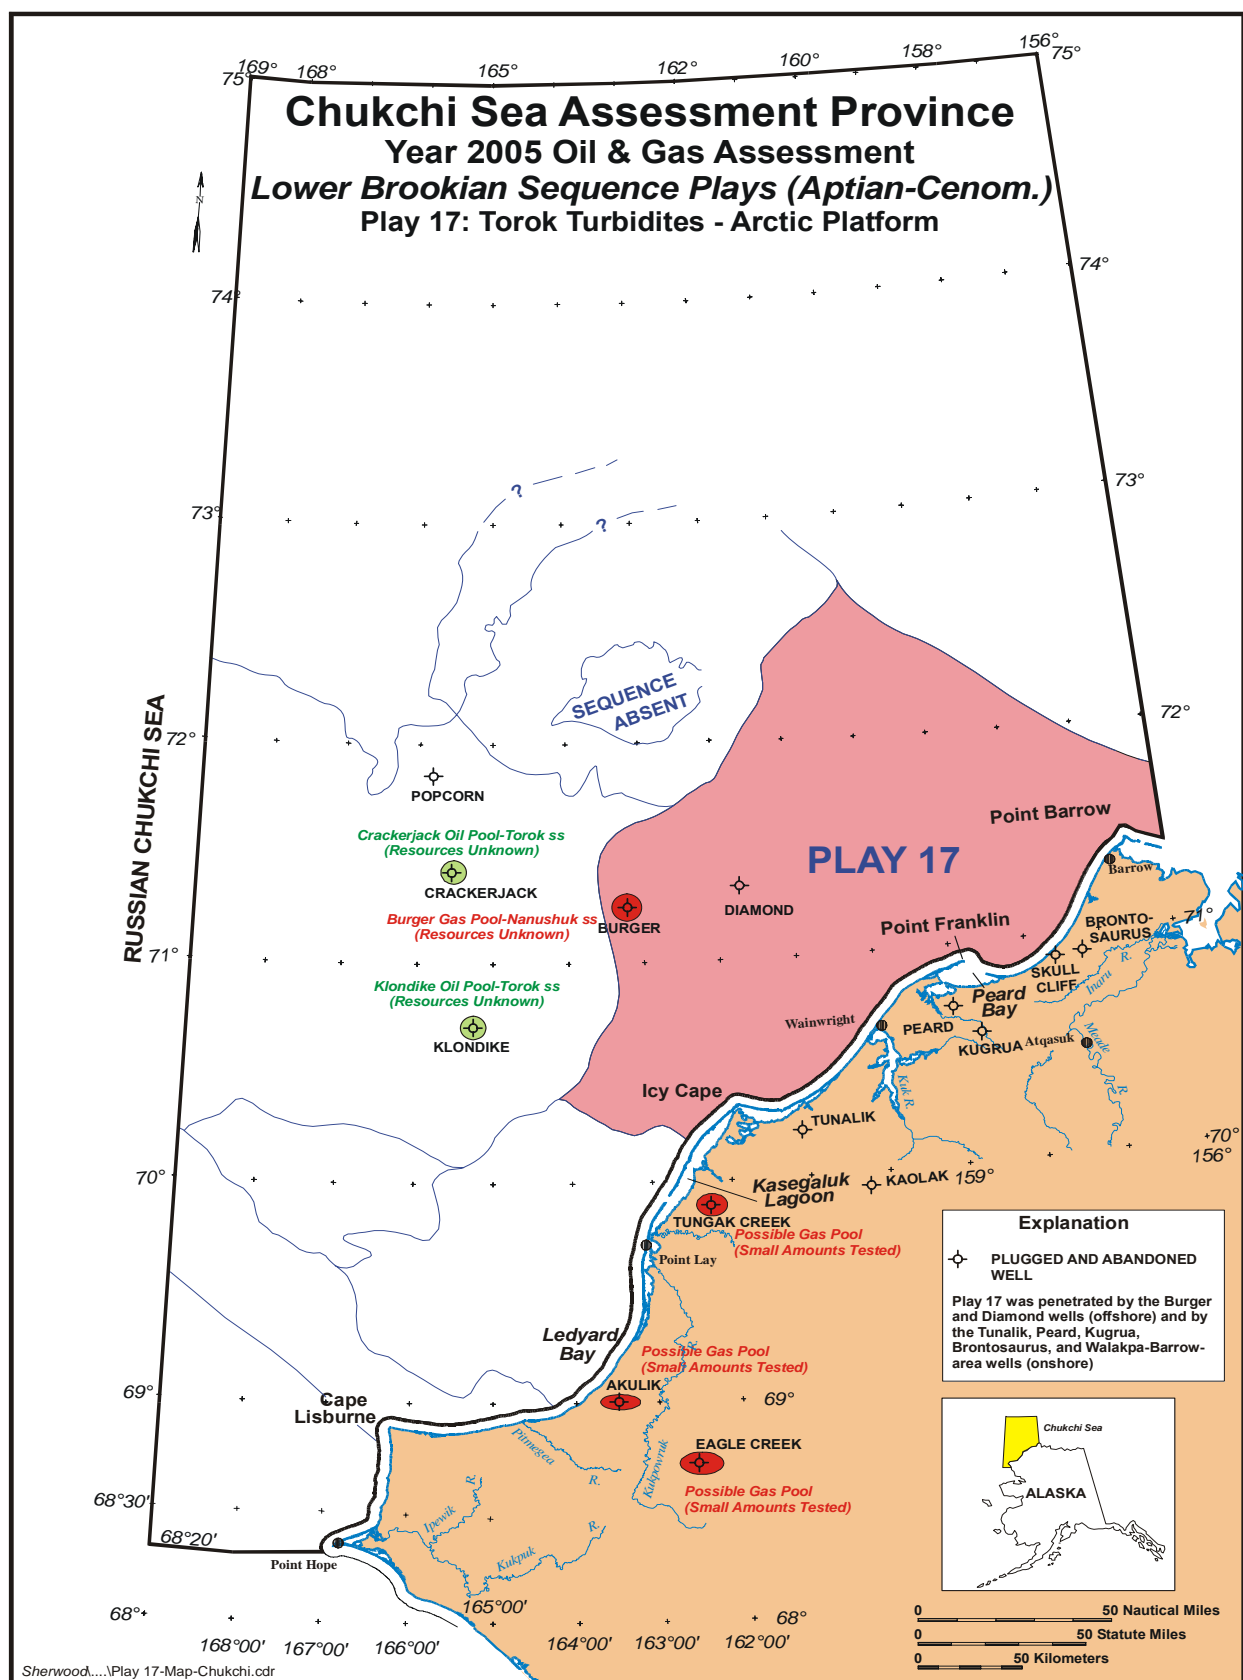 169° 168° 165° 162° 160° 158° 156°
75° 75°
Chukchi Sea Assessment Province
Year 2005 Oil & Gas Assessment
Lower Brookian Sequence Plays (Aptian-Cenom.)
Play 17: Torok Turbidites - Arctic Platform
N
74° 74°
73° 73°
?
?
SEQUENCE
ABSENT
72° 72°
RUSSIAN CHUKCHI SEA
POPCORN
Point Barrow
Crackerjack Oil Pool-Torok ss
(Resources Unknown)
CRACKERJACK
PLAY 17
Barrow
DIAMOND
Burger Gas Pool-Nanushuk ss
(Resources Unknown)
BURGER
Point Franklin
BRONTO-
SAURUS
71° 71°
SKULL
CLIFF
Inaru R.
Klondike Oil Pool-Torok ss
(Resources Unknown)
KLONDIKE
Peard
Bay
Wainwright
PEARD
KUGRUA
Atqasuk
Meade R.
Kuk R.
Icy Cape
TUNALIK
70° 70°
156°
KAOLAK
159°
Kasegaluk
Lagoon
TUNGAK CREEK
Possible Gas Pool
(Small Amounts Tested)
Point Lay
Explanation
PLUGGED AND ABANDONED
WELL
Play 17 was penetrated by the Burger
and Diamond wells (offshore) and by
the Tunalik, Peard, Kugrua,
Brontosaurus, and Walakpa-Barrow-
area wells (onshore)
Ledyard
Bay
R.
Possible Gas Pool
(Small Amounts Tested)
AKULIK
69° 69°
Cape
Lisburne
Pitmegea R.
Kukpowruk
EAGLE CREEK
Possible Gas Pool
(Small Amounts Tested)
Chukchi Sea
ALASKA
68°30'
68°20'
Ipewik R.
Kukpuk R.
Point Hope
165°00'
68° 68°
168°00' 167°00' 166°00' 164°00' 163°00' 162°00'
0 50 Nautical Miles
0 50 Statute Miles
0 50 Kilometers
Sherwood\....\Play 17-Map-Chukchi.cdr